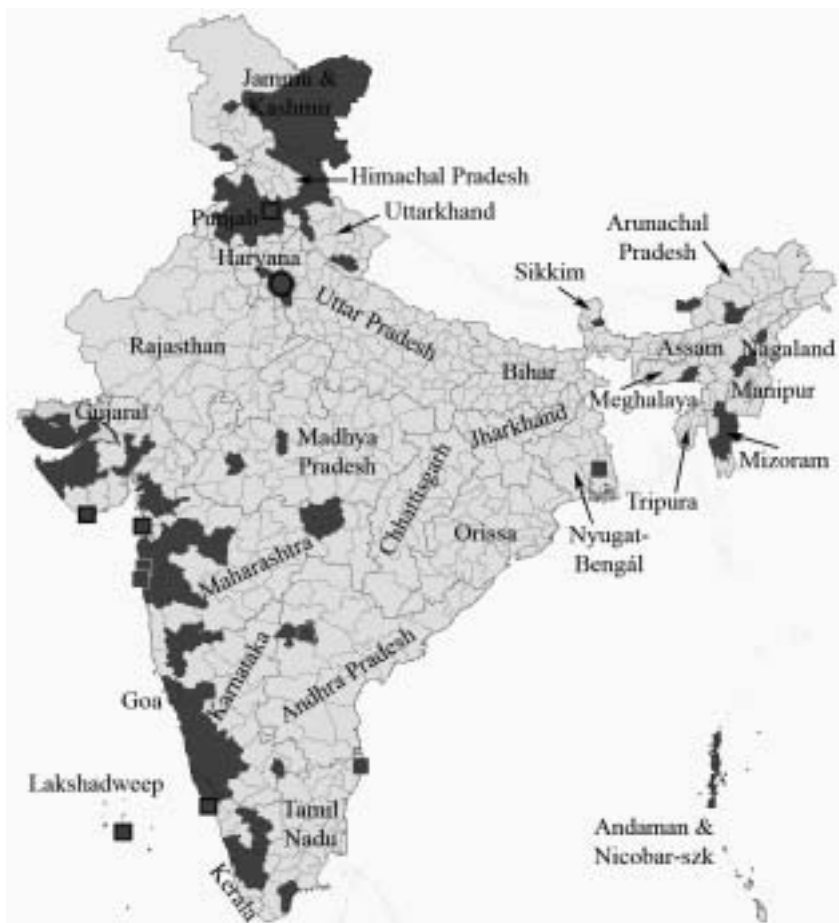 Jammu &
Kashmir
Himachal Pradesh
Punjab
Uttarkhand
Arunachal
Pradesh
Haryana
Sikkim
Uttar Pradesh
Rajasthan
Assam
Nagaland
Bihar
Meghalaya
Manipur
Gujarat
Jharkhand
Madhya
Pradesh
Mizoram
Chhattisgarh
Tripura
Orissa
Nyugat-
Bengál
Maharashtra
Karnataka
Andhra Pradesh
Goa
Lakshadweep
Tamil
Nadu
Andaman &
Nicobar-szk
Kerala